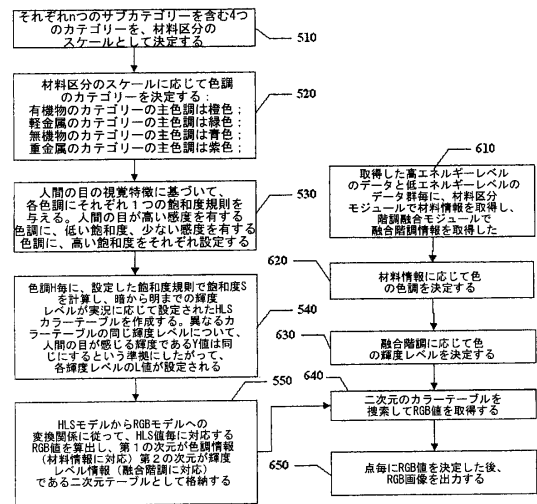 それぞれn つのサブカテゴリーを含む4つ
のカテゴリーを、材料区分の
スケールとして決定する
510
材料区分のスケールに応じて色調
のカテゴリーを決定する；
有機物のカテゴリーの主色調は橙色；
軽金属のカテゴリーの主色調は緑色；
無機物のカテゴリーの主色調は青色；
重金属のカテゴリーの主色調は紫色；
520
人間の目の視覚特徴に基づいて、
各色調にそれぞれ１つの飽和度規則を
与える。人間の目が高い感度を有する
色調に、低い飽和度、少ない感度を有する
色調に、高い飽和度をそれぞれ設定する
530
色調H毎に、設定した飽和度規則で飽和度S
を計算し、暗から明までの輝度
レベルが実況に応じて設定されたHLS
カラーテーブルを作成する。異なるカ
ラーテーブルの同じ輝度レベルについて、
人間の目が感じる輝度であるY値は同
じにするという準拠にしたがって、
各輝度レベルのL値が設定される
540
550
HLSモデルからRGBモデルへの
変換関係に従って、HLS値毎に対応する
RGB値を算出し、第１の次元が色調情報
（材料情報に対応）第２の次元が輝度
レベル情報（融合階調に対応）
である二次元テーブルとして格納する
610
取得した高エネルギーレベル
のデータと低エネルギーレベルの
データ群毎に、材料区分
モジュールで材料情報を取得し、
階調融合モジュールで
融合階調情報を取得した
620
材料情報に応じて色
の色調を決定する
630
融合階調に応じて色
の輝度レベルを決定する
640
二次元のカラーテーブルを
捜索してRGB値を取得する
650
点毎にRGB値を決定した後、
RGB画像を出力する